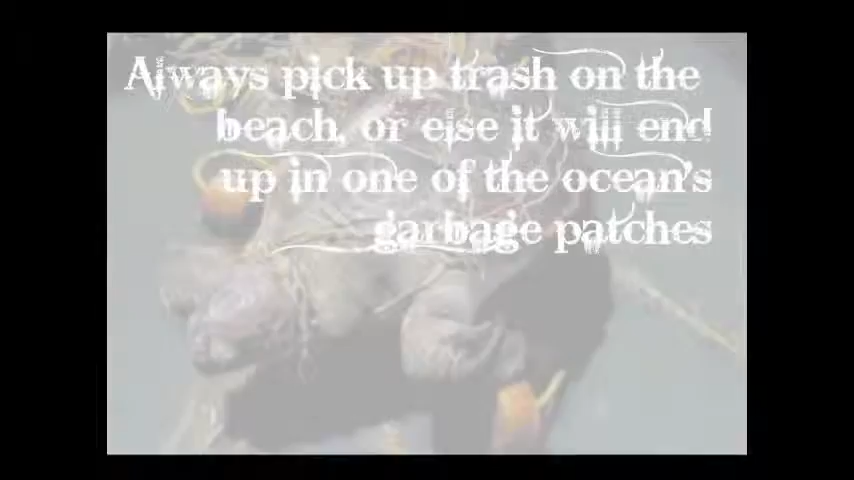 Always pick up trash on the
beach, or else it will end
up in one of the ocean's
garbage patches